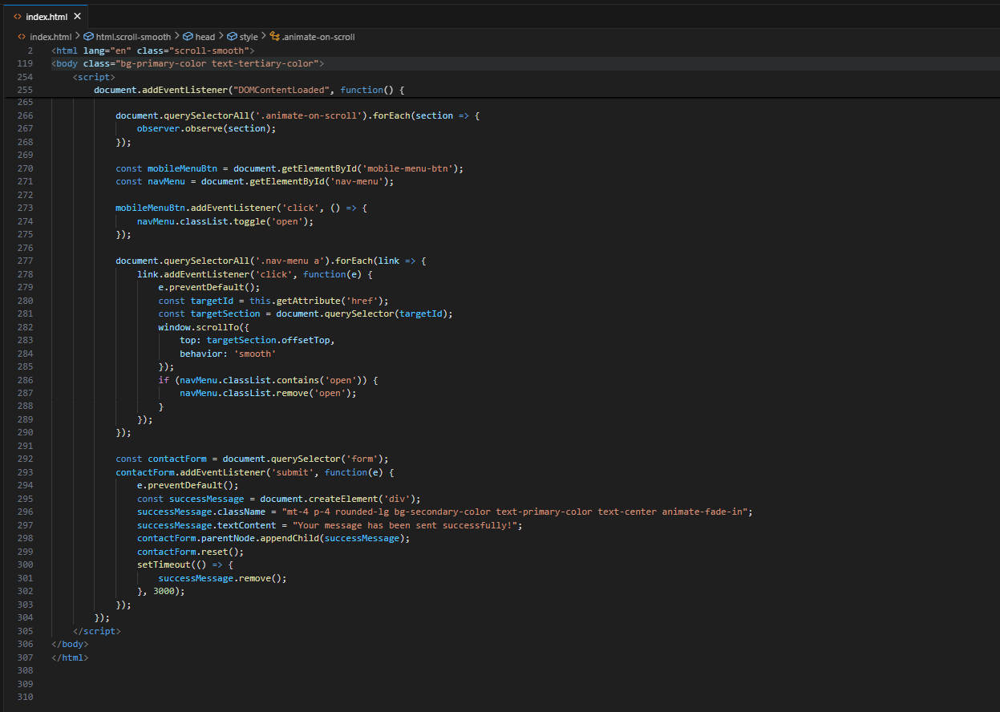 index.html
index.html > html.scroll-smooth > head > style > .animate-on-scroll
2 <html lang="en" class="scroll-smooth">
119 <body class="bg-primary-color text-tertiary-color">
254 <script>
255 document.addEventListener("DOMContentLoaded", function() {
265
266 document.querySelectorAll('.animate-on-scroll').forEach(section => {
267 observer.observe(section);
268 });
269
270 const mobileMenuBtn = document.getElementById('mobile-menu-btn');
271 const navMenu = document.getElementById('nav-menu');
272
273 mobileMenuBtn.addEventListener('click', () => {
274 navMenu.classList.toggle('open');
275 });
276
277 document.querySelectorAll('.nav-menu a').forEach(link => {
278 link.addEventListener('click', function(e) {
279 e.preventDefault();
280 const targetId = this.getAttribute('href');
281 const targetSection = document.querySelector(targetId);
282 window.scrollTo({
283 top: targetSection.offsetTop,
284 behavior: 'smooth'
285 });
286 if (navMenu.classList.contains('open')) {
287 navMenu.classList.remove('open');
288 }
289 });
290 });
291
292 const contactForm = document.querySelector('form');
293 contactForm.addEventListener('submit', function(e) {
294 e.preventDefault();
295 const successMessage = document.createElement('div');
296 successMessage.className = "mt-4 p-4 rounded-lg bg-secondary-color text-primary-color text-center animate-fade-in";
297 successMessage.textContent = "Your message has been sent successfully!";
298 contactForm.parentNode.appendChild(successMessage);
299 contactForm.reset();
300 setTimeout(() => {
301 successMessage.remove();
302 }, 3000);
303 });
304 });
305 </script>
306 </body>
307 </html>
308
309
310